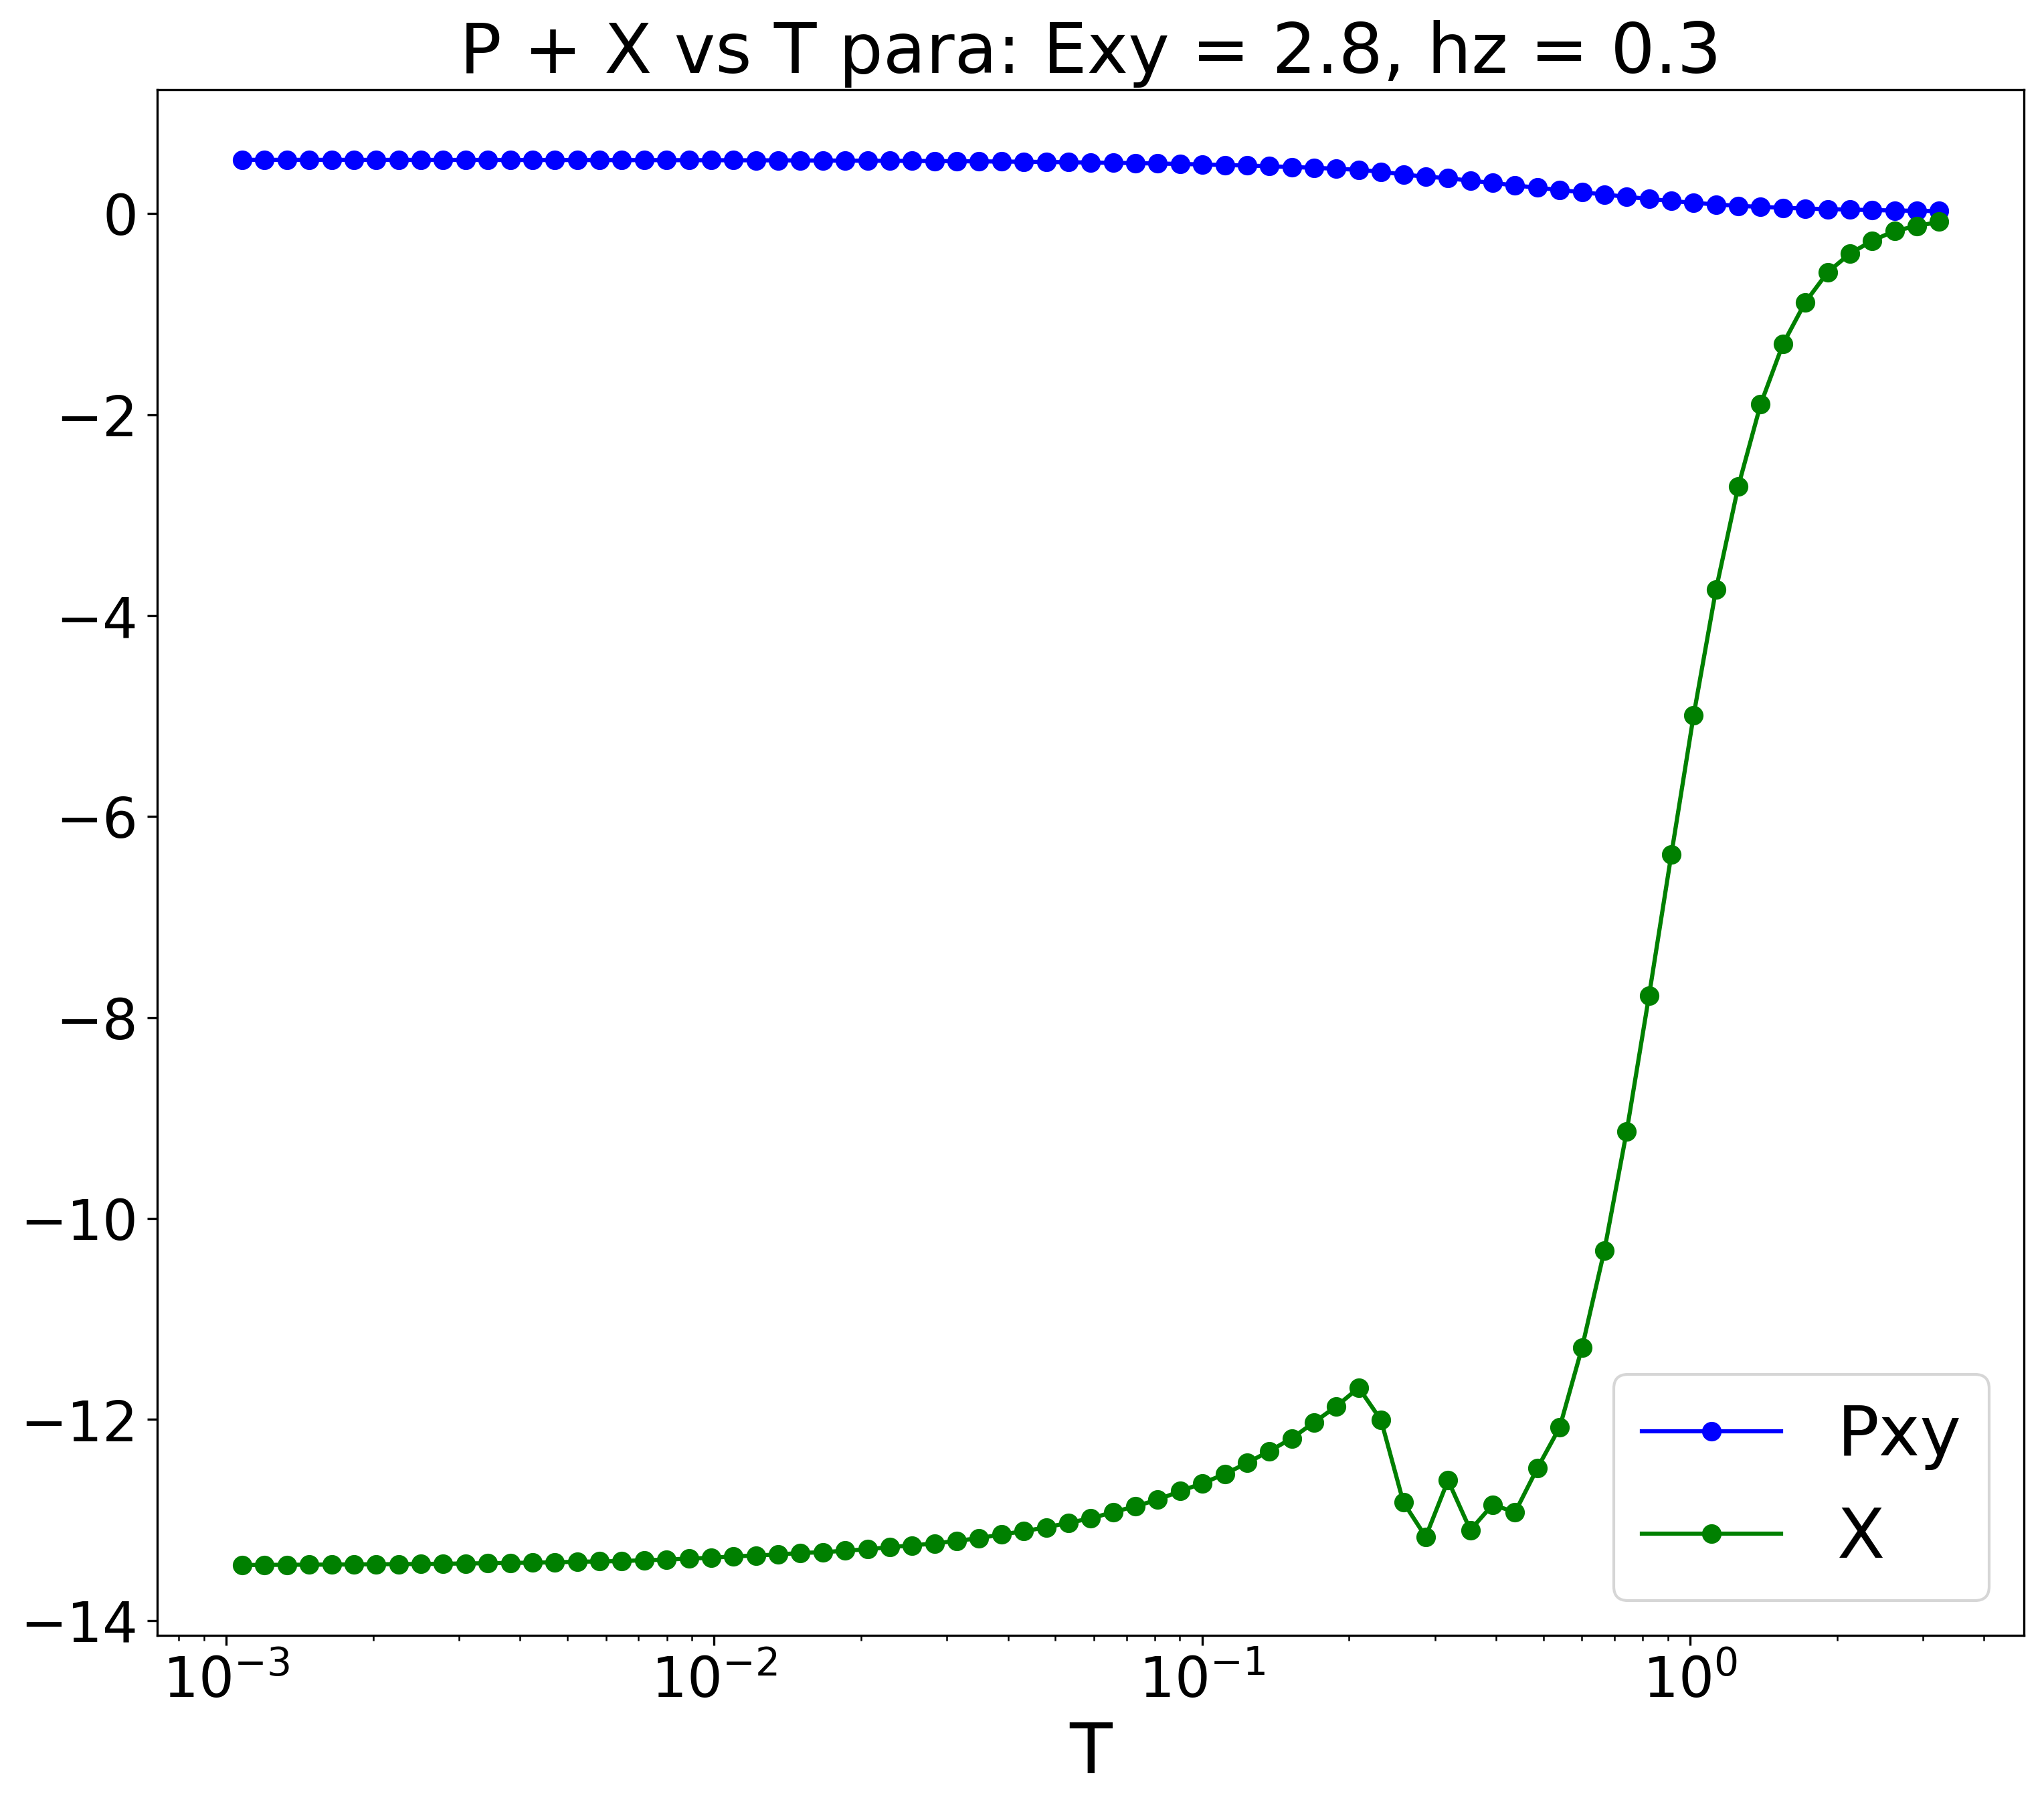 P + X vs T para: Exy = 2.8, hz = 0.3
0
−2
−4
−6
−8
−10
−12
−14
10⁻³ 10⁻² 10⁻¹ 10⁰
T
Pxy
X